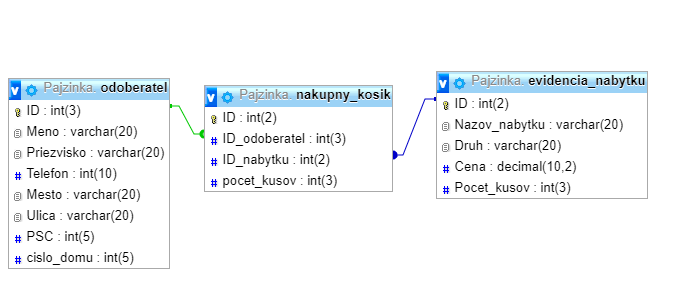 Pajzinka. odoberatel
ID : int(3)
Meno : varchar(20)
Priezvisko : varchar(20)
Telefon : int(10)
Mesto : varchar(20)
Ulica : varchar(20)
PSC : int(5)
cislo_domu : int(5)
Pajzinka. nakupny_kosik
ID : int(2)
ID_odoberatel : int(3)
ID_nabytku : int(2)
pocet_kusov : int(3)
Pajzinka. evidencia_nabytku
ID : int(2)
Nazov_nabytku : varchar(20)
Druh : varchar(20)
Cena : decimal(10,2)
Pocet_kusov : int(3)